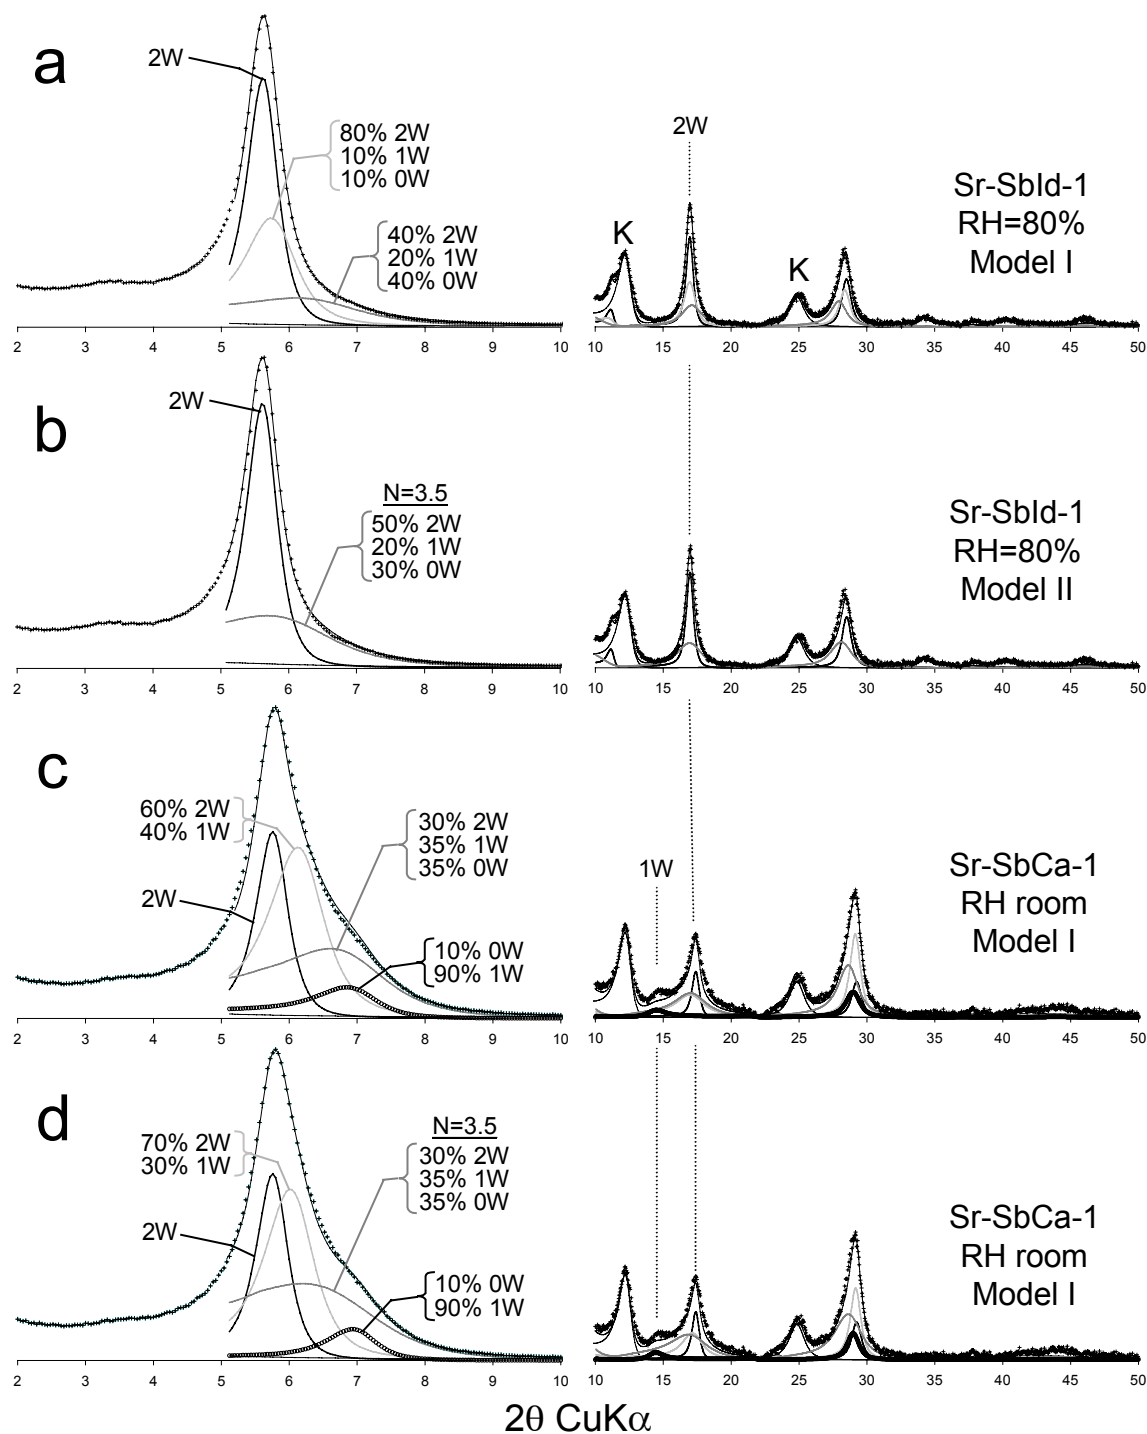 a
2W
80% 2W
10% 1W
10% 0W
40% 2W
20% 1W
40% 0W
2W
K
K
Sr-SbId-1
RH=80%
Model I
2 3 4 5 6 7 8 9 10
10 15 20 25 30 35 40 45 50
b
2W
N=3.5
50% 2W
20% 1W
30% 0W
Sr-SbId-1
RH=80%
Model II
2 3 4 5 6 7 8 9 10
10 15 20 25 30 35 40 45 50
c
60% 2W
40% 1W
2W
30% 2W
35% 1W
35% 0W
10% 0W
90% 1W
1W
Sr-SbCa-1
RH room
Model I
2 3 4 5 6 7 8 9 10
10 15 20 25 30 35 40 45 50
d
70% 2W
30% 1W
2W
N=3.5
30% 2W
35% 1W
35% 0W
10% 0W
90% 1W
Sr-SbCa-1
RH room
Model I
2 3 4 5 6 7 8 9 10
10 15 20 25 30 35 40 45 50
2θ CuKα